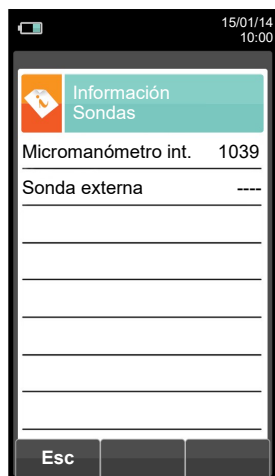 15/01/14
10:00
Información
Sondas
Micromanómetro int. 1039
Sonda externa ----
Esc